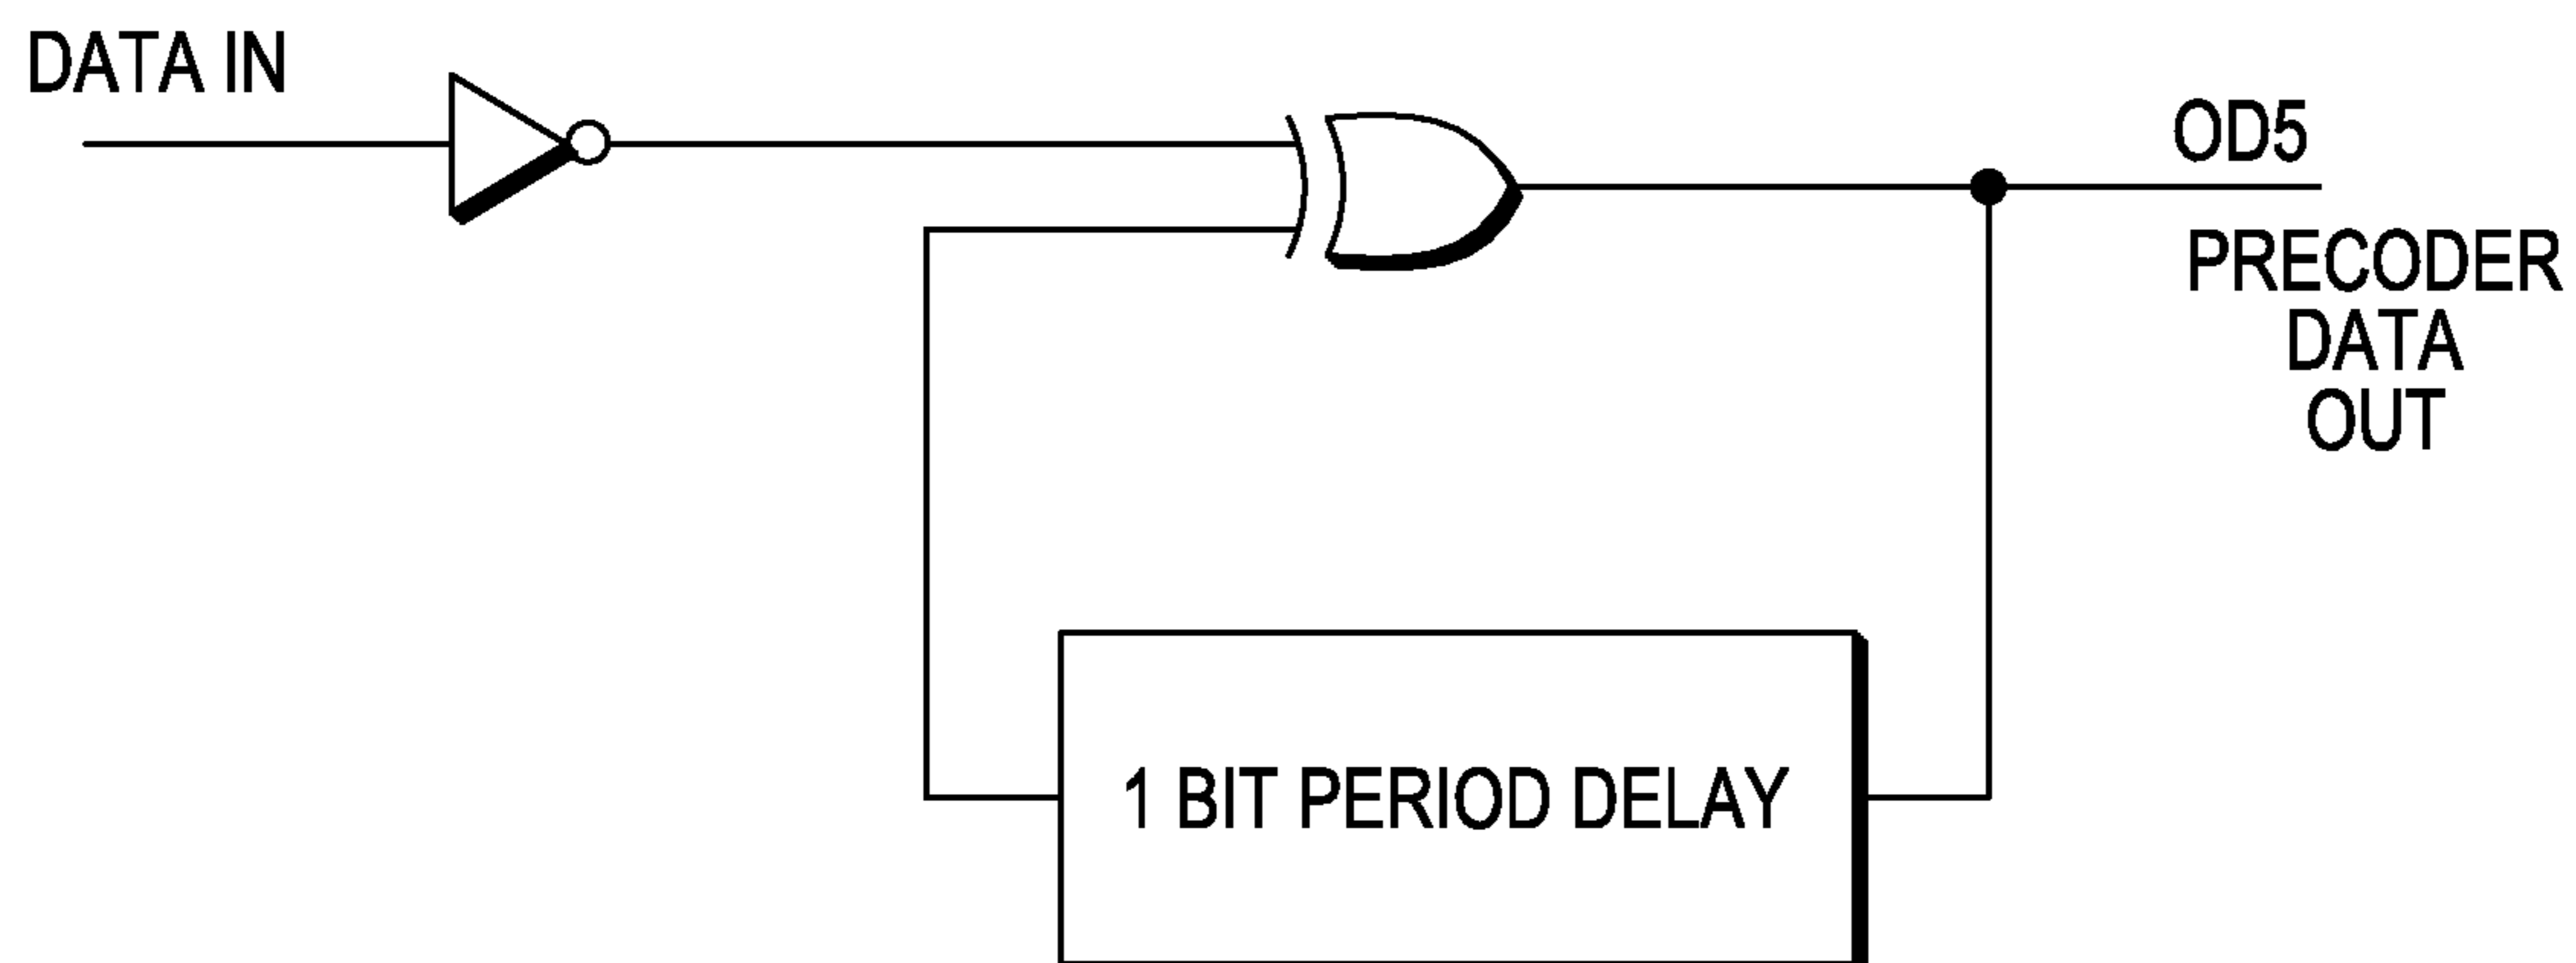 DATA IN
OD5
PRECODER
DATA
OUT
1 BIT PERIOD DELAY